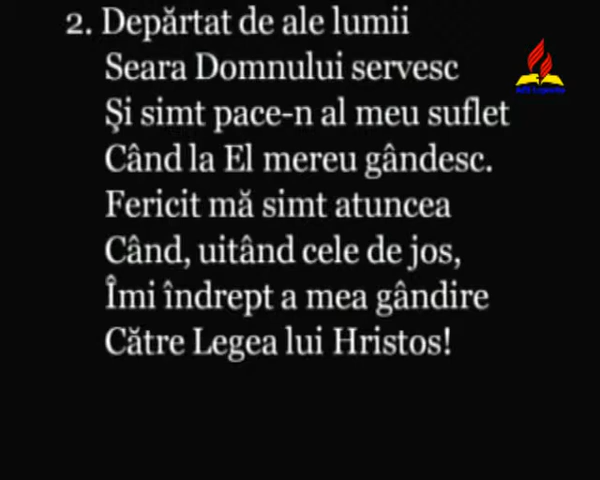 2. Depărtat de ale lumii
Seara Domnului servesc
Şi simt pace-n al meu suflet
Când la El mereu gândesc.
Fericit mă simt atuncea
Când, uitând cele de jos,
Îmi îndrept a mea gândire
Către Legea lui Hristos!